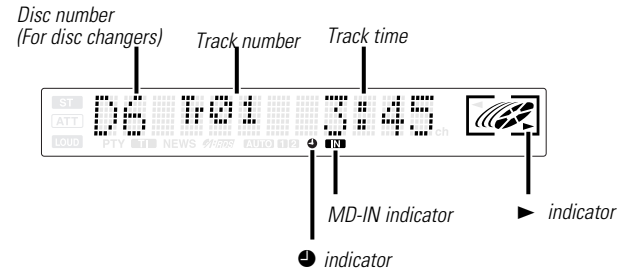 Disc number
(For disc changers)
Track number
Track time
ST
ATT
LOUD
D6 Tr01 3:45
ch
PTY TI NEWS RDS AUTO 1 2 IN
MD-IN indicator
► indicator
indicator